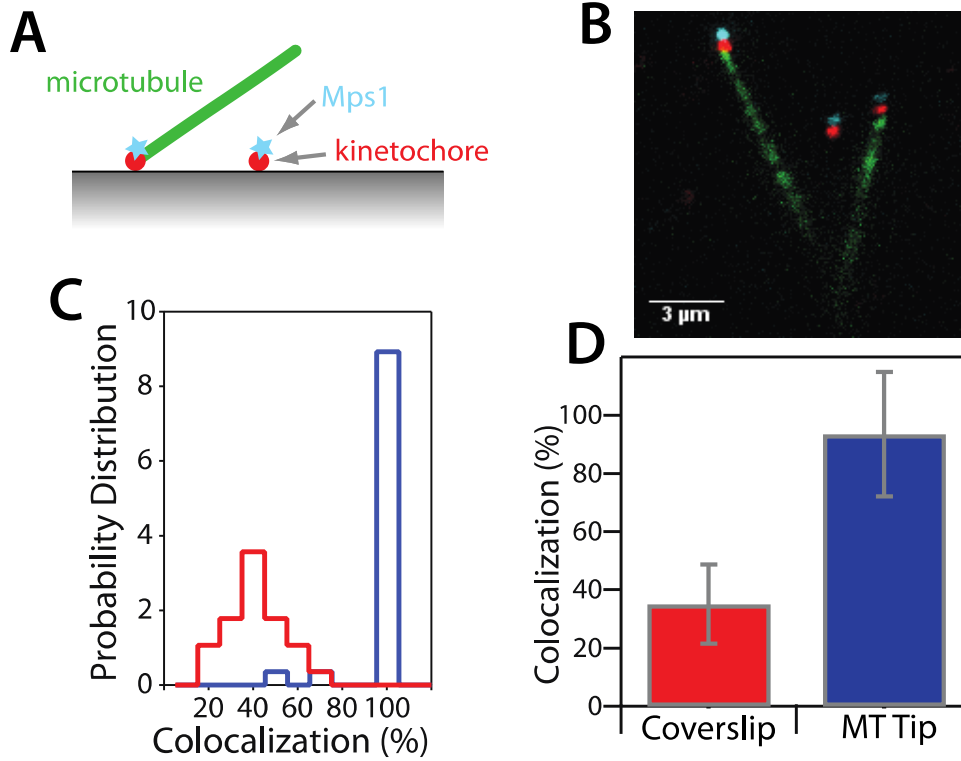 A
microtubule
Mps1
kinetochore
B
3 µm
C
Probability Distribution
10
8
6
4
2
0
20 40 60 80 100
Colocalization (%)
D
Colocalization (%)
100
80
60
40
20
0
Coverslip MT Tip